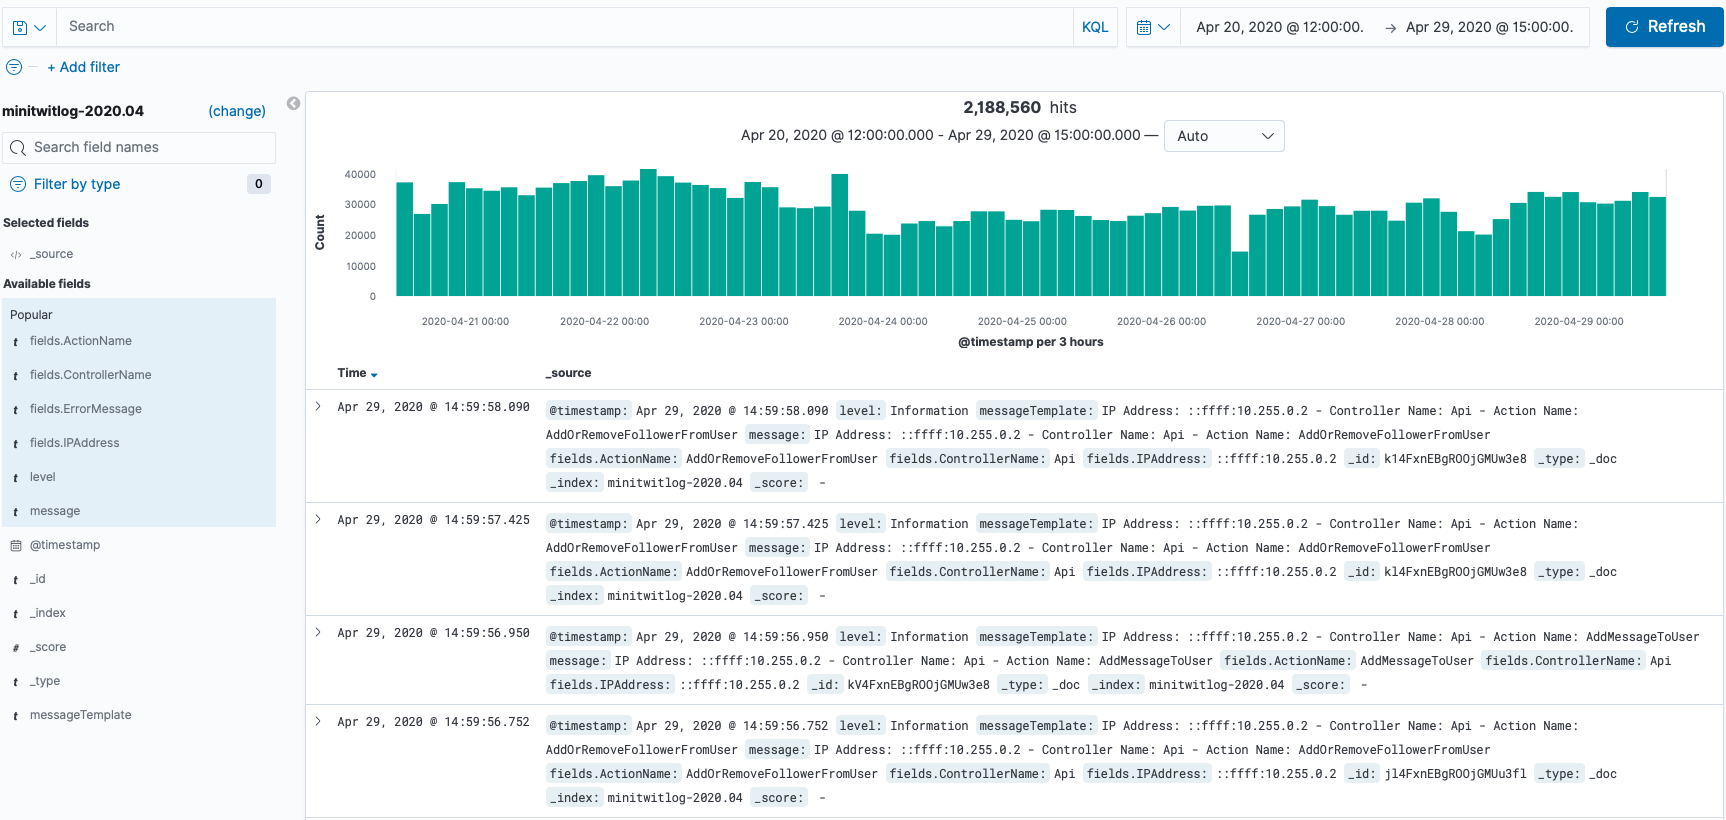 Search
KQL
Apr 20, 2020 @ 12:00:00. → Apr 29, 2020 @ 15:00:00.
Refresh
+ Add filter
minitwitlog-2020.04 (change)
Search field names
Filter by type 0
Selected fields
_source
Available fields
Popular
t fields.ActionName
t fields.ControllerName
t fields.ErrorMessage
t fields.IPAddress
t level
t message
@timestamp
t _id
t _index
# _score
t _type
t messageTemplate
2,188,560 hits
Apr 20, 2020 @ 12:00:00.000 - Apr 29, 2020 @ 15:00:00.000 — Auto
Count
40000
30000
20000
10000
0
2020-04-21 00:00 2020-04-22 00:00 2020-04-23 00:00 2020-04-24 00:00 2020-04-25 00:00 2020-04-26 00:00 2020-04-27 00:00 2020-04-28 00:00 2020-04-29 00:00
@timestamp per 3 hours
Time _source
Apr 29, 2020 @ 14:59:58.090 @timestamp: Apr 29, 2020 @ 14:59:58.090 level: Information messageTemplate: IP Address: ::ffff:10.255.0.2 - Controller Name: Api - Action Name:
AddOrRemoveFollowerFromUser message: IP Address: ::ffff:10.255.0.2 - Controller Name: Api - Action Name: AddOrRemoveFollowerFromUser
fields.ActionName: AddOrRemoveFollowerFromUser fields.ControllerName: Api fields.IPAddress: ::ffff:10.255.0.2 _id: k14FxnEBgROOjGMUw3e8 _type: _doc
_index: minitwitlog-2020.04 _score: -
Apr 29, 2020 @ 14:59:57.425 @timestamp: Apr 29, 2020 @ 14:59:57.425 level: Information messageTemplate: IP Address: ::ffff:10.255.0.2 - Controller Name: Api - Action Name:
AddOrRemoveFollowerFromUser message: IP Address: ::ffff:10.255.0.2 - Controller Name: Api - Action Name: AddOrRemoveFollowerFromUser
fields.ActionName: AddOrRemoveFollowerFromUser fields.ControllerName: Api fields.IPAddress: ::ffff:10.255.0.2 _id: kl4FxnEBgROOjGMUw3e8 _type: _doc
_index: minitwitlog-2020.04 _score: -
Apr 29, 2020 @ 14:59:56.950 @timestamp: Apr 29, 2020 @ 14:59:56.950 level: Information messageTemplate: IP Address: ::ffff:10.255.0.2 - Controller Name: Api - Action Name: AddMessageToUser
message: IP Address: ::ffff:10.255.0.2 - Controller Name: Api - Action Name: AddMessageToUser fields.ActionName: AddMessageToUser fields.ControllerName: Api
fields.IPAddress: ::ffff:10.255.0.2 _id: kV4FxnEBgROOjGMUw3e8 _type: _doc _index: minitwitlog-2020.04 _score: -
Apr 29, 2020 @ 14:59:56.752 @timestamp: Apr 29, 2020 @ 14:59:56.752 level: Information messageTemplate: IP Address: ::ffff:10.255.0.2 - Controller Name: Api - Action Name:
AddOrRemoveFollowerFromUser message: IP Address: ::ffff:10.255.0.2 - Controller Name: Api - Action Name: AddOrRemoveFollowerFromUser
fields.ActionName: AddOrRemoveFollowerFromUser fields.ControllerName: Api fields.IPAddress: ::ffff:10.255.0.2 _id: jl4FxnEBgROOjGMUu3fl _type: _doc
_index: minitwitlog-2020.04 _score: -